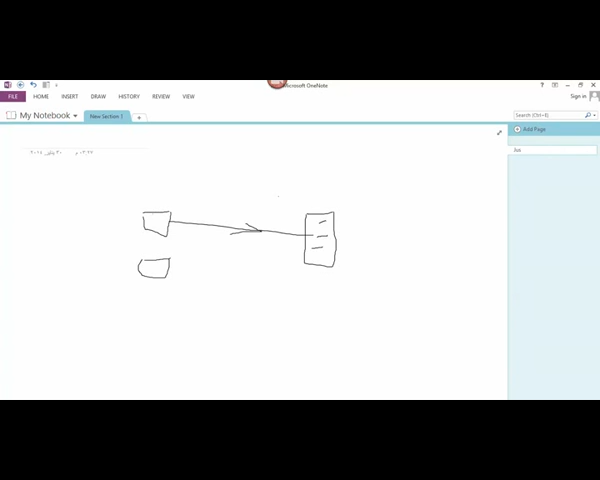 Microsoft OneNote
Sign in
FILE HOME INSERT DRAW HISTORY REVIEW VIEW
My Notebook New Section 1 Search (Ctrl+E)
Add Page
Jus